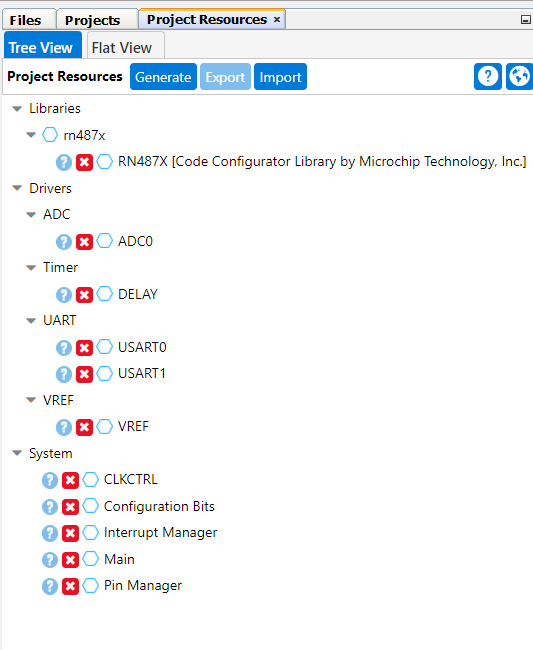 Files Projects Project Resources ×
Tree View Flat View
Project Resources Generate Export Import ?
Libraries
rn487x
? RN487X [Code Configurator Library by Microchip Technology, Inc.]
Drivers
ADC
? ADC0
Timer
? DELAY
UART
? USART0
? USART1
VREF
? VREF
System
? CLKCTRL
? Configuration Bits
? Interrupt Manager
? Main
? Pin Manager